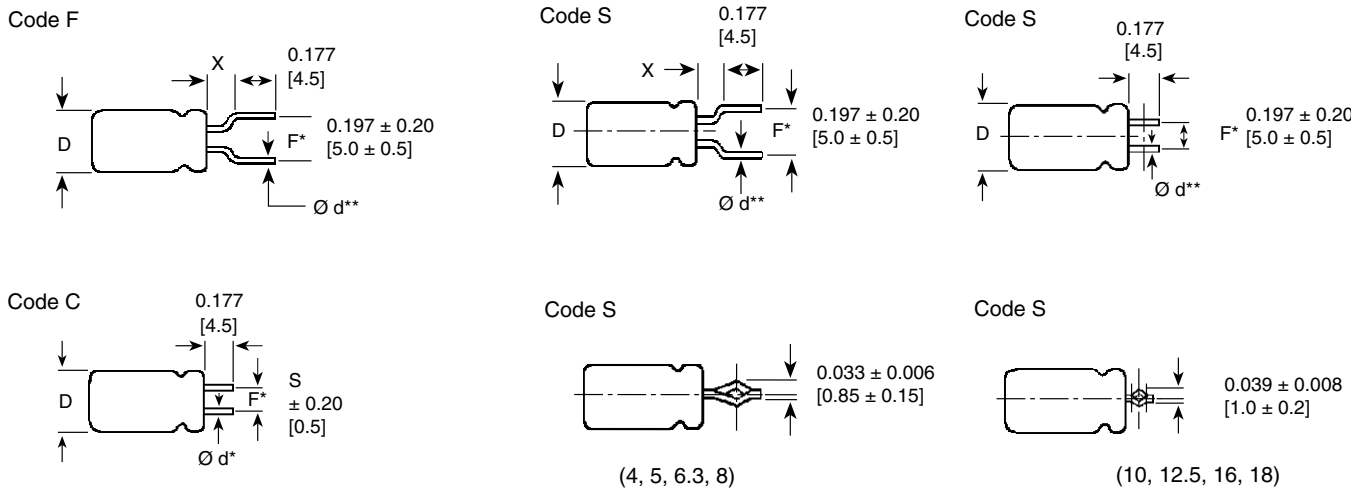 Code F
X
0.177
[4.5]
D
F*
0.197 ± 0.20
[5.0 ± 0.5]
Ø d**
Code S
0.177
[4.5]
X
D
F*
0.197 ± 0.20
[5.0 ± 0.5]
Ø d**
Code S
0.177
[4.5]
D
F*
0.197 ± 0.20
[5.0 ± 0.5]
Ø d**
Code C
0.177
[4.5]
D
F*
S
± 0.20
[0.5]
Ø d*
Code S
0.033 ± 0.006
[0.85 ± 0.15]
(4, 5, 6.3, 8)
Code S
0.039 ± 0.008
[1.0 ± 0.2]
(10, 12.5, 16, 18)